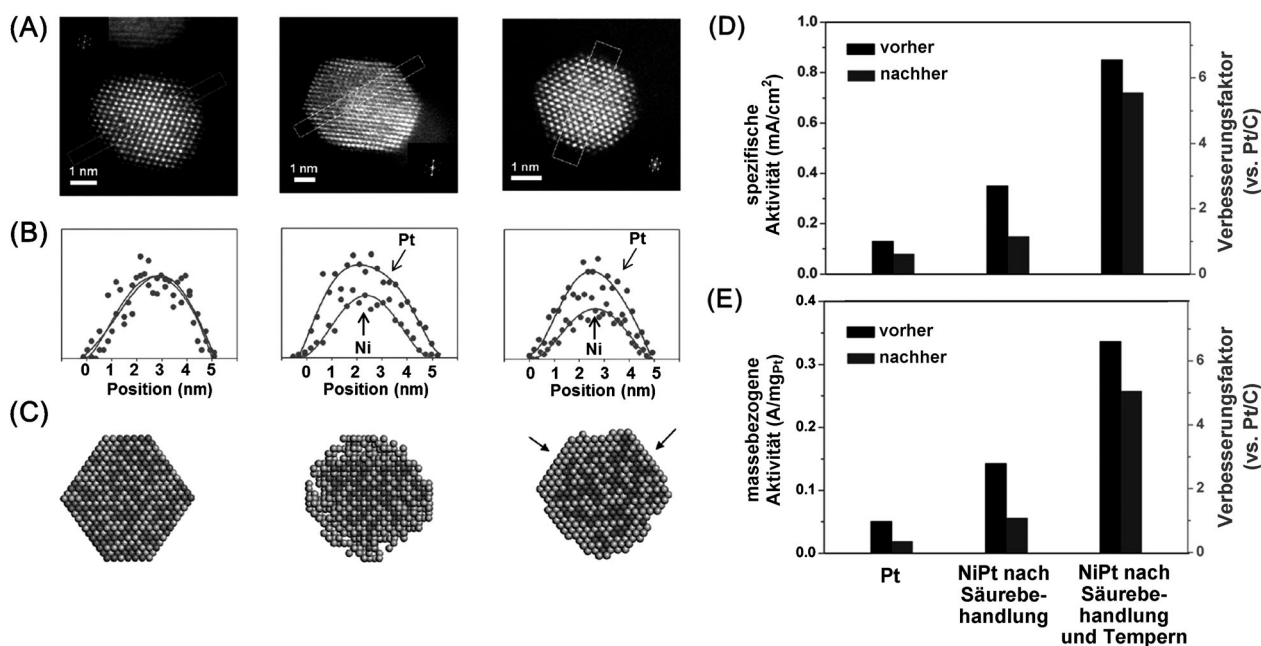 (A)
1 nm
1 nm
1 nm
(B)
Pt
Ni
Pt
Ni
0 1 2 3 4 5
Position (nm)
0 1 2 3 4 5
Position (nm)
0 1 2 3 4 5
Position (nm)
(C)
(D)
spezifische
Aktivität (mA/cm²)
1.0
0.8
0.6
0.4
0.2
0.0
vorher
nachher
6
4
2
0
Verbesserungsfaktor
(vs. Pt/C)
(E)
massebezogene
Aktivität (A/mgPt)
0.4
0.3
0.2
0.1
0.0
vorher
nachher
6
4
2
0
Verbesserungsfaktor
(vs. Pt/C)
Pt
NiPt nach
Säurebe-
handlung
NiPt nach
Säurebe-
handlung
und Tempern